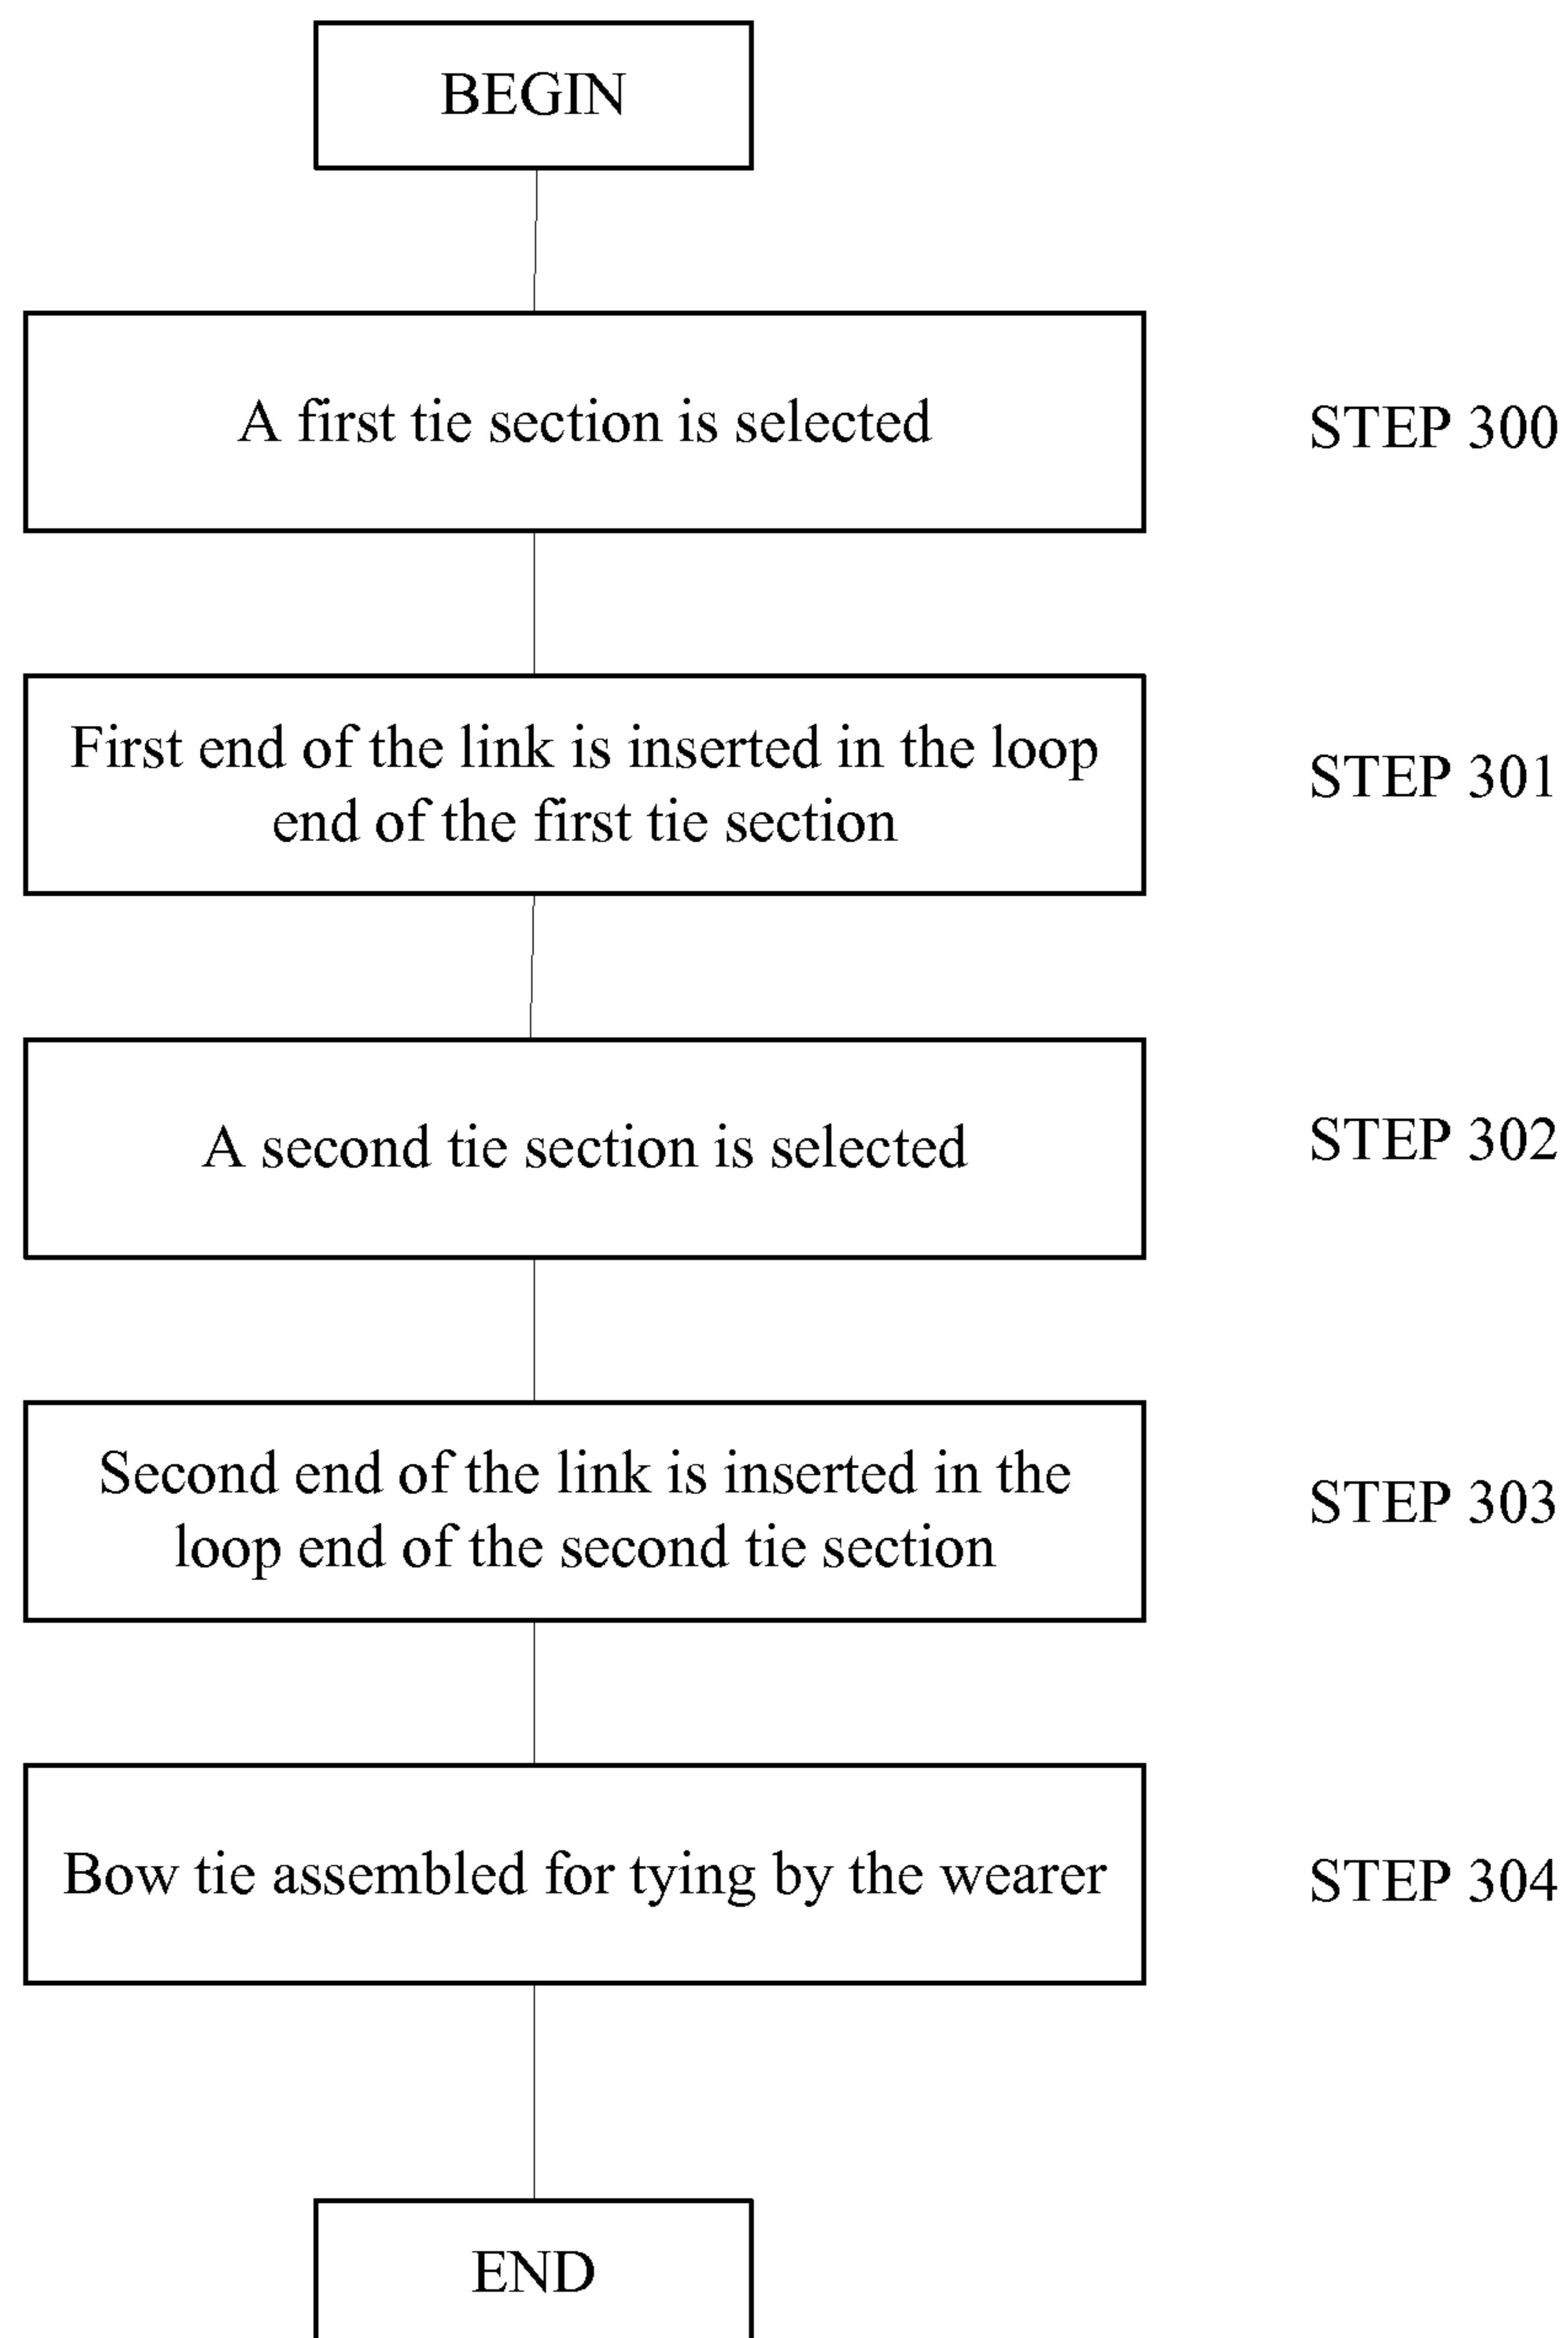 BEGIN
A first tie section is selected
STEP 300
First end of the link is inserted in the loop
end of the first tie section
STEP 301
A second tie section is selected
STEP 302
Second end of the link is inserted in the
loop end of the second tie section
STEP 303
Bow tie assembled for tying by the wearer
STEP 304
END